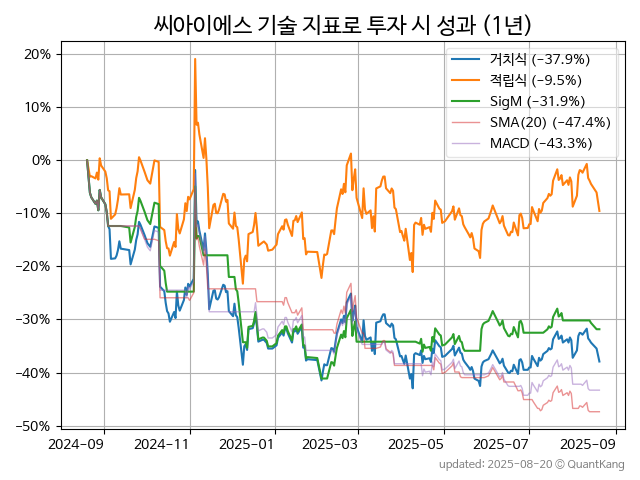 씨아이에스 기술 지표로 투자 시 성과 (1년)
거치식 (−37.9%)
적립식 (−9.5%)
SigM (−31.9%)
SMA(20) (−47.4%)
MACD (−43.3%)
20%
10%
0%
−10%
−20%
−30%
−40%
−50%
2024−09 2024−11 2025−01 2025−03 2025−05 2025−07 2025−09
updated: 2025−08−20 © QuantKang